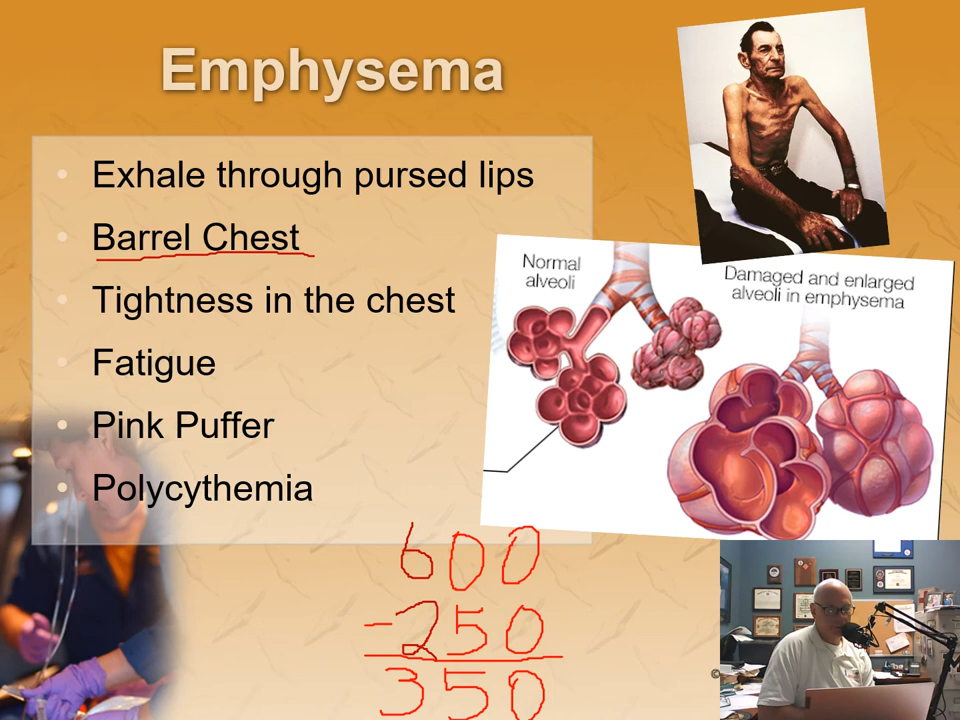 Emphysema
• Exhale through pursed lips
• Barrel Chest
• Tightness in the chest
• Fatigue
• Pink Puffer
• Polycythemia
Normal
alveoli
Damaged and enlarged
alveoli in emphysema
600
- 250
350
©